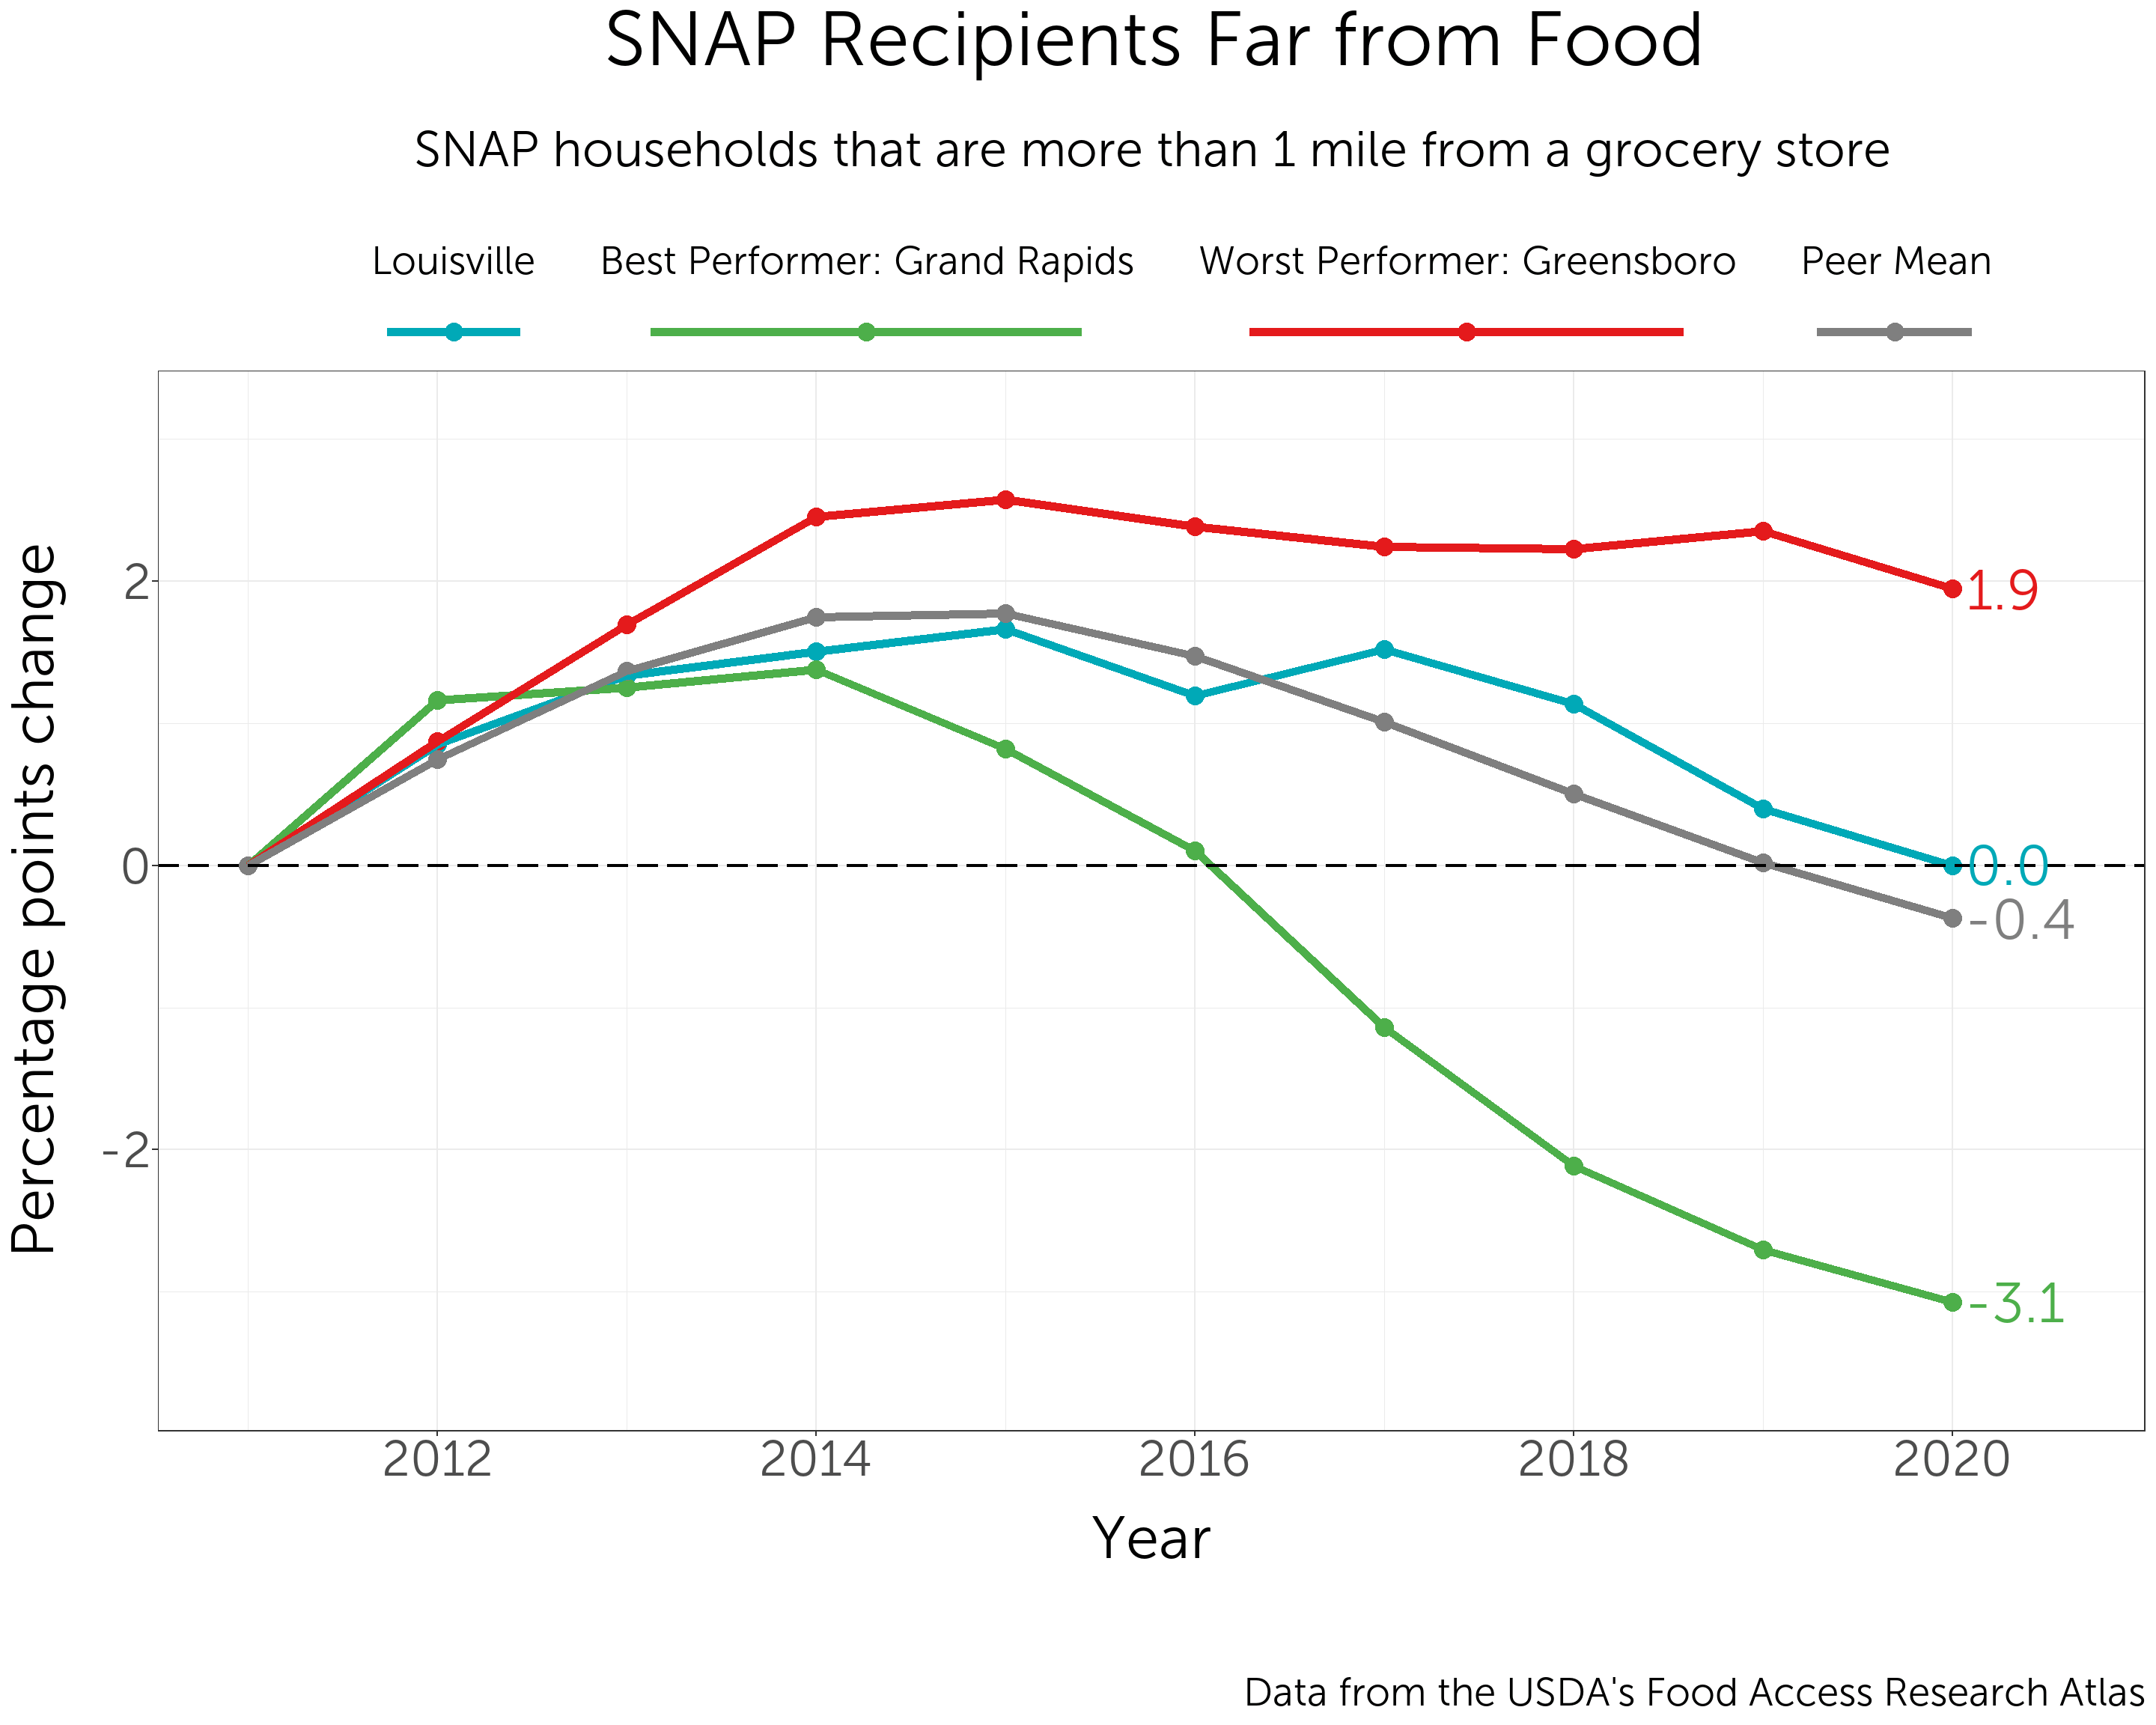 SNAP Recipients Far from Food
SNAP households that are more than 1 mile from a grocery store
Louisville
Best Performer: Grand Rapids
Worst Performer: Greensboro
Peer Mean
Percentage points change
2
0
-2
1.9
0.0
-0.4
-3.1
2012
2014
2016
2018
2020
Year
Data from the USDA's Food Access Research Atlas